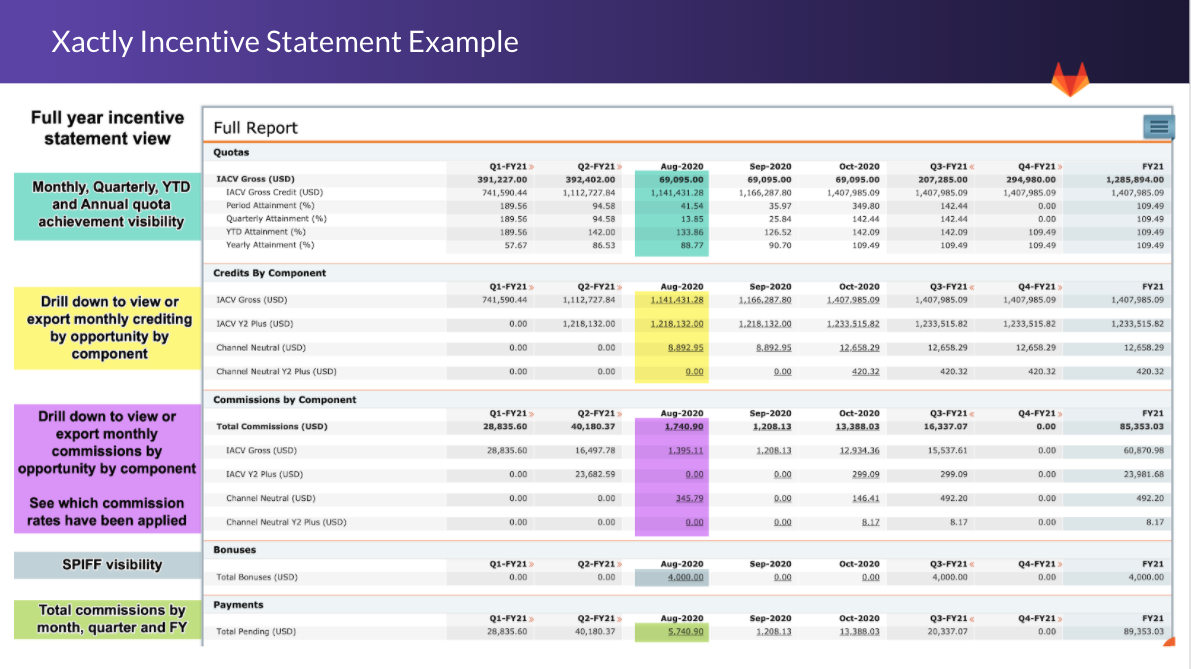 Xactly Incentive Statement Example
Full year incentive
statement view
Monthly, Quarterly, YTD
and Annual quota
achievement visibility
Drill down to view or
export monthly crediting
by opportunity by
component
Drill down to view or
export monthly
commissions by
opportunity by component
See which commission
rates have been applied
SPIFF visibility
Total commissions by
month, quarter and FY
Full Report
Quotas
Q1-FY21 » Q2-FY21 » Aug-2020 Sep-2020 Oct-2020 Q3-FY21 « Q4-FY21 » FY21
IACV Gross (USD) 391,227.00 392,402.00 69,095.00 69,095.00 69,095.00 207,285.00 294,980.00 1,285,894.00
IACV Gross Credit (USD) 741,590.44 1,112,727.84 1,141,431.28 1,166,287.80 1,407,985.09 1,407,985.09 1,407,985.09 1,407,985.09
Period Attainment (%) 189.56 94.58 41.54 35.97 349.80 142.44 0.00 109.49
Quarterly Attainment (%) 189.56 94.58 13.85 25.84 142.44 142.44 0.00 109.49
YTD Attainment (%) 189.56 142.00 133.86 126.52 142.09 142.09 109.49 109.49
Yearly Attainment (%) 57.67 86.53 88.77 90.70 109.49 109.49 109.49 109.49
Credits By Component
Q1-FY21 » Q2-FY21 » Aug-2020 Sep-2020 Oct-2020 Q3-FY21 « Q4-FY21 » FY21
IACV Gross (USD) 741,590.44 1,112,727.84 1,141,431.28 1,166,287.80 1,407,985.09 1,407,985.09 1,407,985.09 1,407,985.09
IACV Y2 Plus (USD) 0.00 1,218,132.00 1,218,132.00 1,218,132.00 1,233,515.82 1,233,515.82 1,233,515.82 1,233,515.82
Channel Neutral (USD) 0.00 0.00 8,892.95 8,892.95 12,658.29 12,658.29 12,658.29 12,658.29
Channel Neutral Y2 Plus (USD) 0.00 0.00 0.00 0.00 420.32 420.32 420.32 420.32
Commissions by Component
Q1-FY21 » Q2-FY21 » Aug-2020 Sep-2020 Oct-2020 Q3-FY21 « Q4-FY21 » FY21
Total Commissions (USD) 28,835.60 40,180.37 1,740.90 1,208.13 13,388.03 16,337.07 0.00 85,353.03
IACV Gross (USD) 28,835.60 16,497.78 1,395.11 1,208.13 12,934.36 15,537.61 0.00 60,870.98
IACV Y2 Plus (USD) 0.00 23,682.59 0.00 0.00 299.09 299.09 0.00 23,981.68
Channel Neutral (USD) 0.00 0.00 345.79 0.00 146.41 492.20 0.00 492.20
Channel Neutral Y2 Plus (USD) 0.00 0.00 0.00 0.00 8.17 8.17 0.00 8.17
Bonuses
Q1-FY21 » Q2-FY21 » Aug-2020 Sep-2020 Oct-2020 Q3-FY21 « Q4-FY21 » FY21
Total Bonuses (USD) 0.00 0.00 4,000.00 0.00 0.00 4,000.00 0.00 4,000.00
Payments
Q1-FY21 » Q2-FY21 » Aug-2020 Sep-2020 Oct-2020 Q3-FY21 « Q4-FY21 » FY21
Total Pending (USD) 28,835.60 40,180.37 5,740.90 1,208.13 13,388.03 20,337.07 0.00 89,353.03